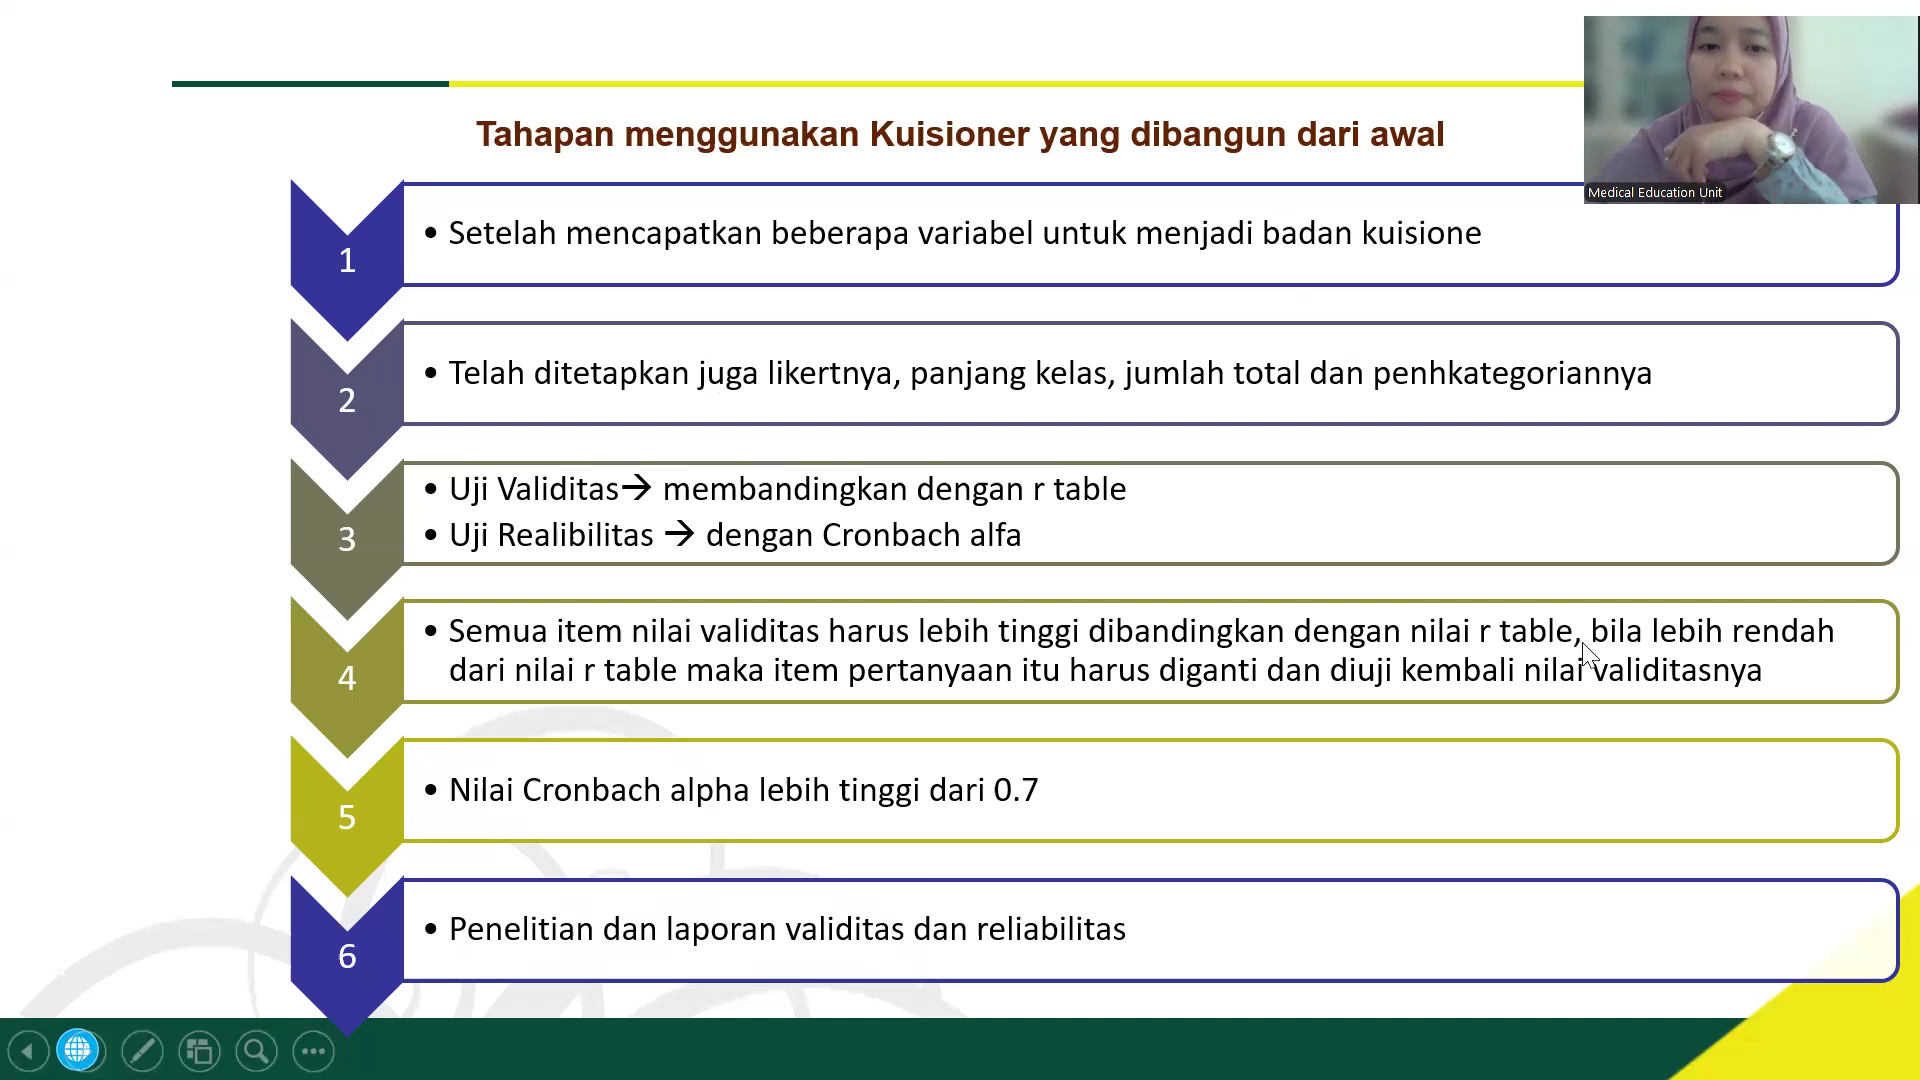 Tahapan menggunakan Kuisioner yang dibangun dari awal
Medical Education Unit
1
• Setelah mencapatkan beberapa variabel untuk menjadi badan kuisione
2
• Telah ditetapkan juga likertnya, panjang kelas, jumlah total dan penhkategoriannya
3
• Uji Validitas→ membandingkan dengan r table
• Uji Realibilitas → dengan Cronbach alfa
4
• Semua item nilai validitas harus lebih tinggi dibandingkan dengan nilai r table, bila lebih rendah
dari nilai r table maka item pertanyaan itu harus diganti dan diuji kembali nilai validitasnya
5
• Nilai Cronbach alpha lebih tinggi dari 0.7
6
• Penelitian dan laporan validitas dan reliabilitas